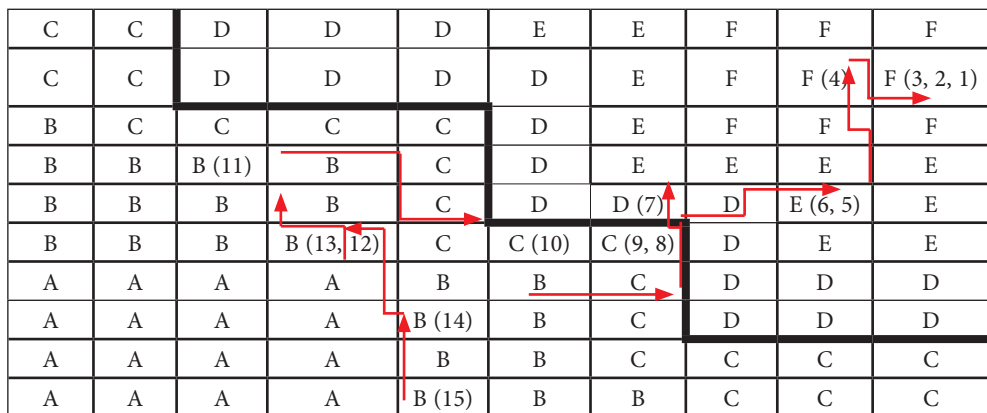 C C D D D E E F F F
C C D D D D E F F (4) F (3, 2, 1)
B C C C C D E F F F
B B B (11) B C D E E E E
B B B B C D D (7) D E (6, 5) E
B B B B (13, 12) C C (10) C (9, 8) D E E
A A A A B B C D D D
A A A A B (14) B C D D D
A A A A B B C C C C
A A A A B (15) B B C C C